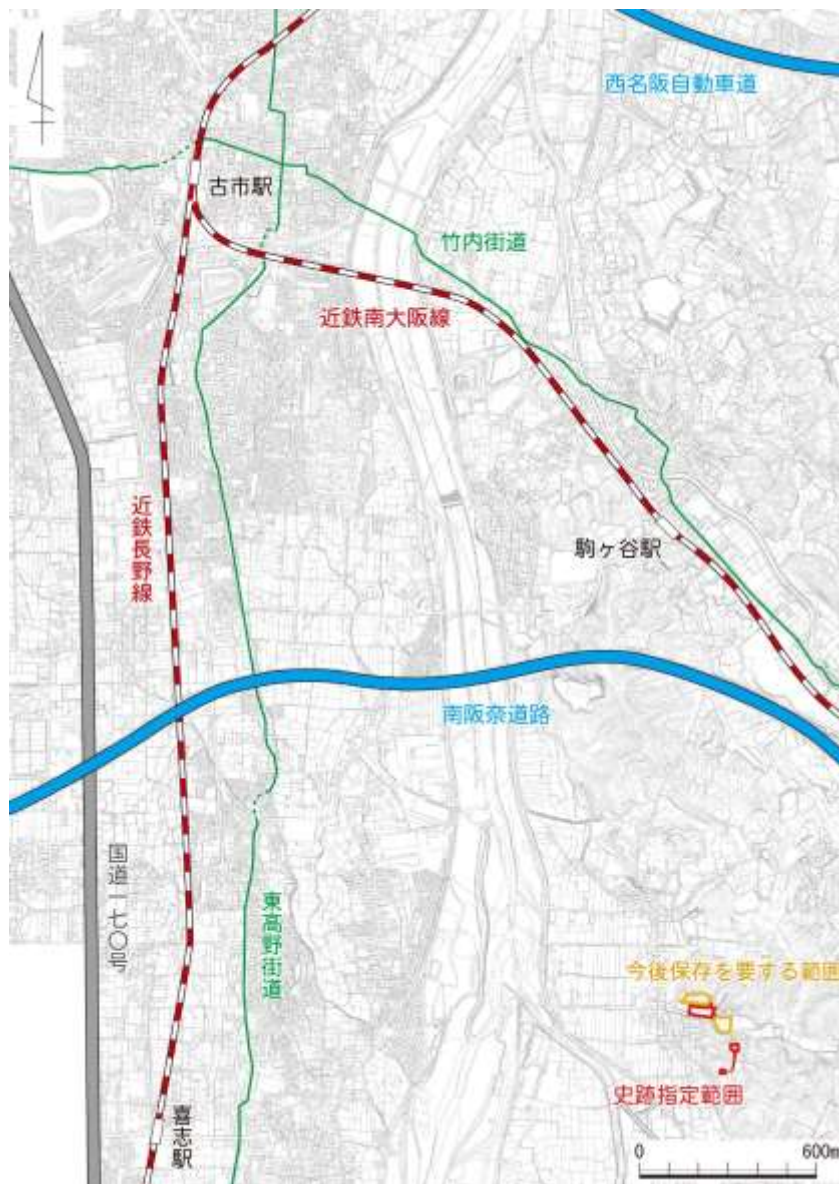 西名阪自動車道
古市駅
竹内街道
近鉄南大阪線
近鉄長野線
駒ヶ谷駅
南阪奈道路
国道一七〇号
東高野街道
今後保存を要する範囲
史跡指定範囲
喜志駅
0 600m